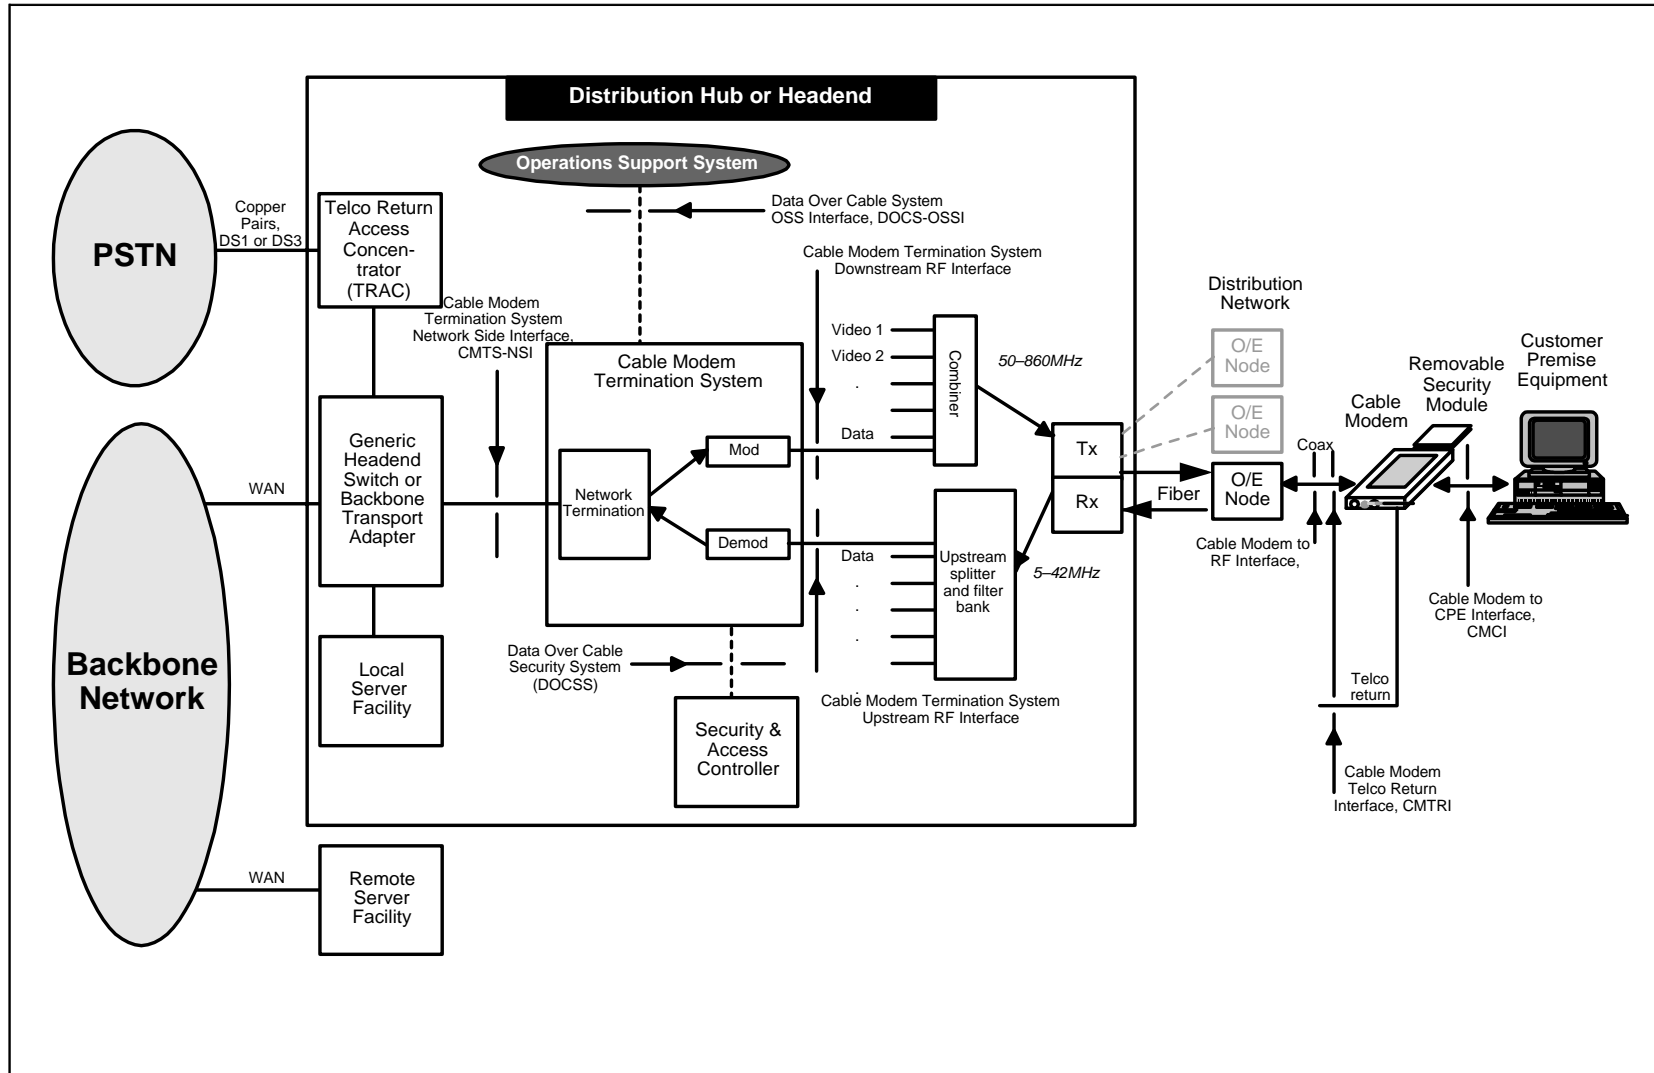 Distribution Hub or Headend
Operations Support System
PSTN
Copper
Pairs,
DS1 or DS3
Telco Return
Access
Concen-
trator
(TRAC)
Data Over Cable System
OSS Interface, DOCS-OSSI
Cable Modem Termination System
Downstream RF Interface
Cable Modem
Termination System
Network Side Interface,
CMTS-NSI
Cable Modem
Termination System
Video 1
Video 2
.
.
Data
Combiner
50–860MHz
Distribution
Network
O/E
Node
O/E
Node
O/E
Node
Cable
Modem
Removable
Security
Module
Customer
Premise
Equipment
Generic
Headend
Switch or
Backbone
Transport
Adapter
WAN
Network
Termination
Mod
Demod
Tx
Rx
Fiber
Coax
Data
.
.
.
.
Upstream
splitter
and filter
bank
5–42MHz
Cable Modem to
RF Interface,
Cable Modem to
CPE Interface,
CMCI
Backbone
Network
Local
Server
Facility
Data Over Cable
Security System
(DOCSS)
Cable Modem Termination System
Upstream RF Interface
Security &
Access
Controller
Telco
return
Cable Modem
Telco Return
Interface, CMTRI
WAN
Remote
Server
Facility